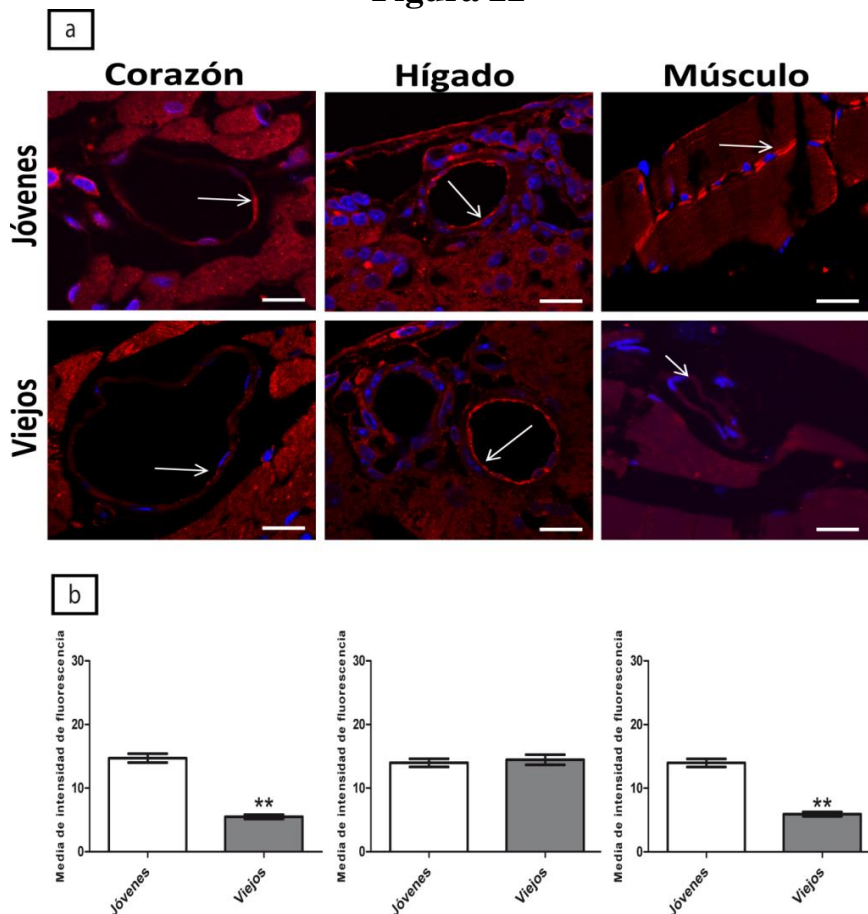 a
Corazón Hígado Músculo
Jóvenes
Viejos
b
Media de intensidad de fluorescencia
30
20
10
0
**
Jóvenes Viejos
Media de intensidad de fluorescencia
30
20
10
0
Jóvenes Viejos
Media de intensidad de fluorescencia
30
20
10
0
**
Jóvenes Viejos